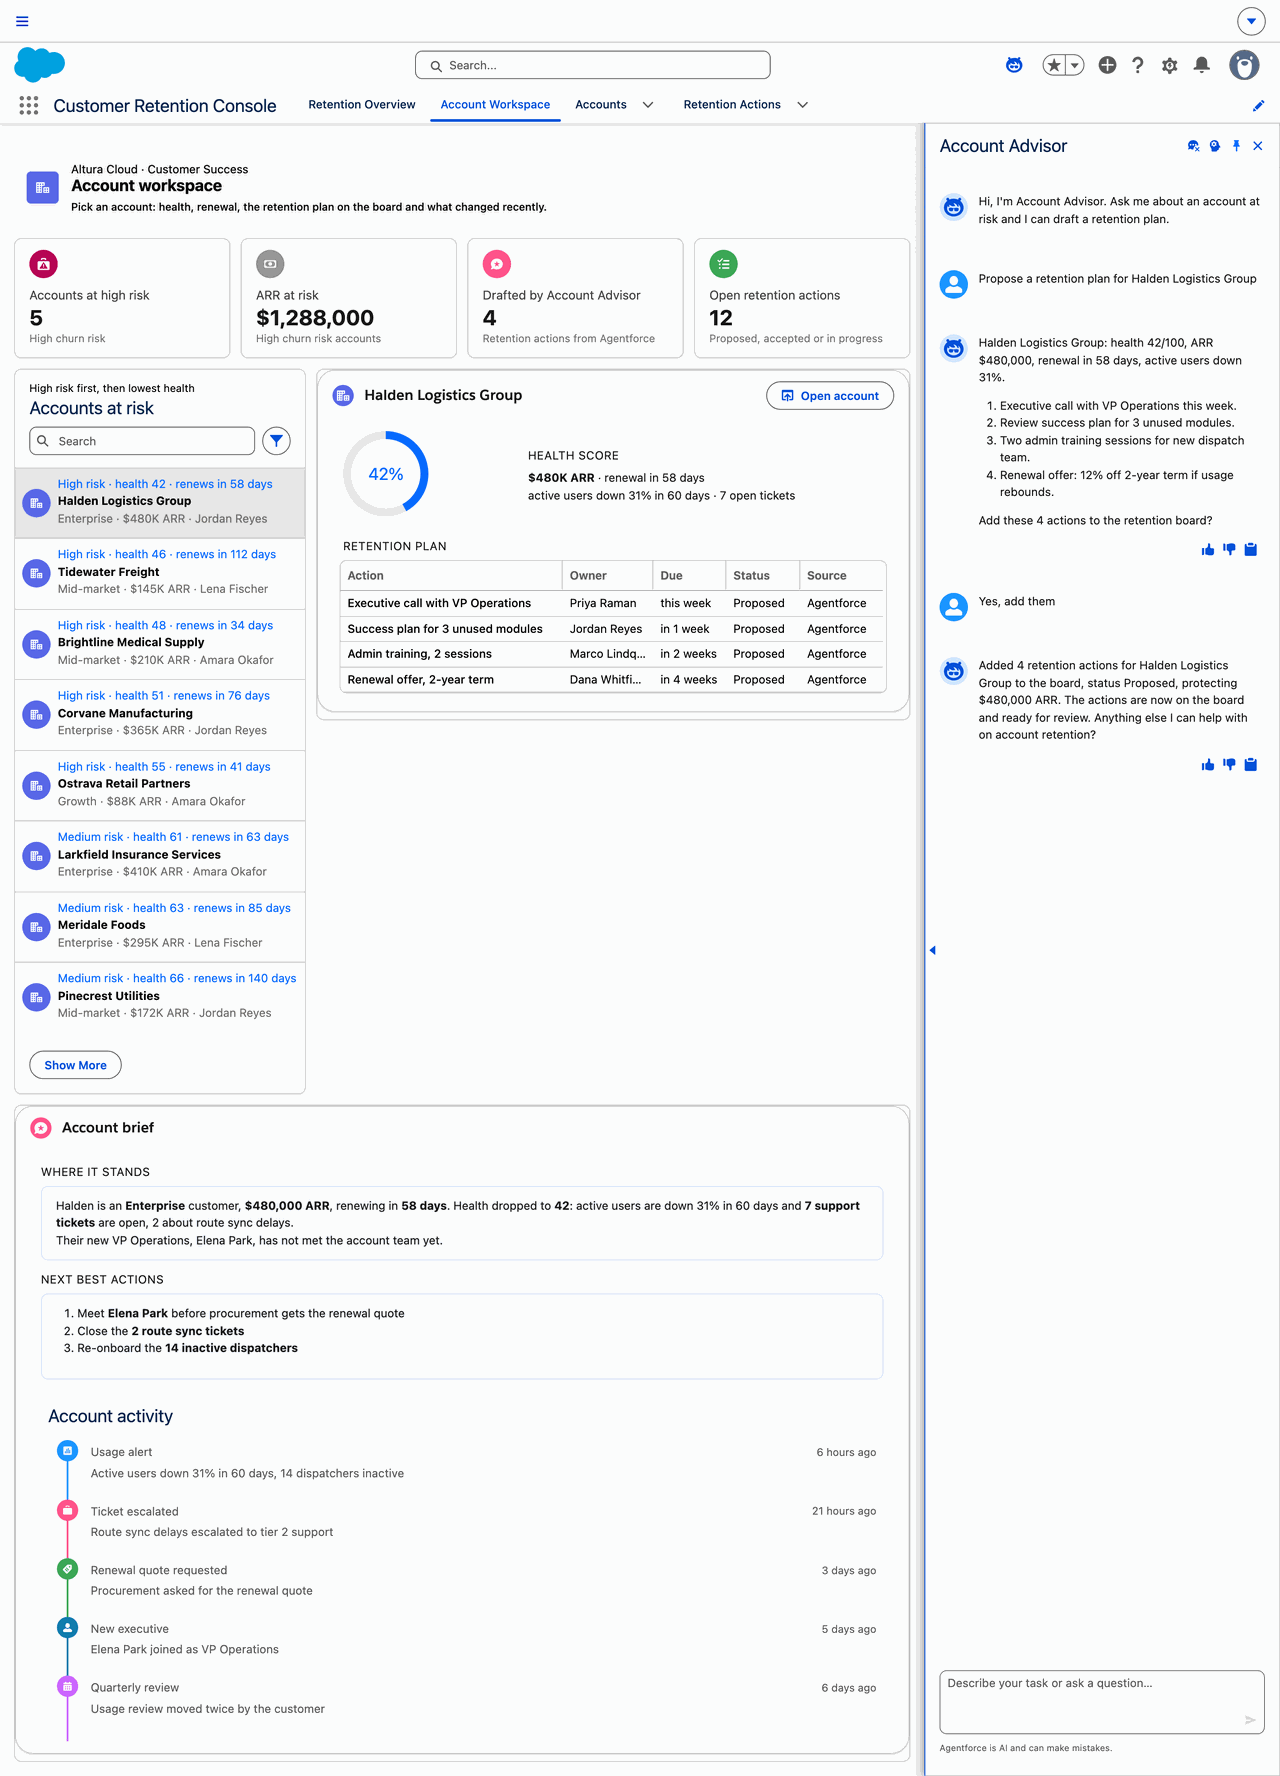 Search...
Customer Retention Console
Retention Overview
Account Workspace
Accounts
Retention Actions
Altura Cloud · Customer Success
Account workspace
Pick an account: health, renewal, the retention plan on the board and what changed recently.
Accounts at high risk
5
High churn risk
ARR at risk
$1,288,000
High churn risk accounts
Drafted by Account Advisor
4
Retention actions from Agentforce
Open retention actions
12
Proposed, accepted or in progress
High risk first, then lowest health
Accounts at risk
Search
High risk · health 42 · renews in 58 days
Halden Logistics Group
Enterprise · $480K ARR · Jordan Reyes
High risk · health 46 · renews in 112 days
Tidewater Freight
Mid-market · $145K ARR · Lena Fischer
High risk · health 48 · renews in 34 days
Brightline Medical Supply
Mid-market · $210K ARR · Amara Okafor
High risk · health 51 · renews in 76 days
Corvane Manufacturing
Enterprise · $365K ARR · Jordan Reyes
High risk · health 55 · renews in 41 days
Ostrava Retail Partners
Growth · $88K ARR · Amara Okafor
Medium risk · health 61 · renews in 63 days
Larkfield Insurance Services
Enterprise · $410K ARR · Amara Okafor
Medium risk · health 63 · renews in 85 days
Meridale Foods
Enterprise · $295K ARR · Lena Fischer
Medium risk · health 66 · renews in 140 days
Pinecrest Utilities
Mid-market · $172K ARR · Jordan Reyes
Show More
Halden Logistics Group
Open account
42%
HEALTH SCORE
$480K ARR · renewal in 58 days
active users down 31% in 60 days · 7 open tickets
RETENTION PLAN
Action Owner Due Status Source
Executive call with VP Operations Priya Raman this week Proposed Agentforce
Success plan for 3 unused modules Jordan Reyes in 1 week Proposed Agentforce
Admin training, 2 sessions Marco Lindq... in 2 weeks Proposed Agentforce
Renewal offer, 2-year term Dana Whitfi... in 4 weeks Proposed Agentforce
Account brief
WHERE IT STANDS
Halden is an Enterprise customer, $480,000 ARR, renewing in 58 days. Health dropped to 42: active users are down 31% in 60 days and 7 support
tickets are open, 2 about route sync delays.
Their new VP Operations, Elena Park, has not met the account team yet.
NEXT BEST ACTIONS
1. Meet Elena Park before procurement gets the renewal quote
2. Close the 2 route sync tickets
3. Re-onboard the 14 inactive dispatchers
Account activity
Usage alert 6 hours ago
Active users down 31% in 60 days, 14 dispatchers inactive
Ticket escalated 21 hours ago
Route sync delays escalated to tier 2 support
Renewal quote requested 3 days ago
Procurement asked for the renewal quote
New executive 5 days ago
Elena Park joined as VP Operations
Quarterly review 6 days ago
Usage review moved twice by the customer
Account Advisor
Hi, I'm Account Advisor. Ask me about an account at
risk and I can draft a retention plan.
Propose a retention plan for Halden Logistics Group
Halden Logistics Group: health 42/100, ARR
$480,000, renewal in 58 days, active users down
31%.
1. Executive call with VP Operations this week.
2. Review success plan for 3 unused modules.
3. Two admin training sessions for new dispatch
team.
4. Renewal offer: 12% off 2-year term if usage
rebounds.
Add these 4 actions to the retention board?
Yes, add them
Added 4 retention actions for Halden Logistics
Group to the board, status Proposed, protecting
$480,000 ARR. The actions are now on the board
and ready for review. Anything else I can help with
on account retention?
Describe your task or ask a question...
Agentforce is AI and can make mistakes.